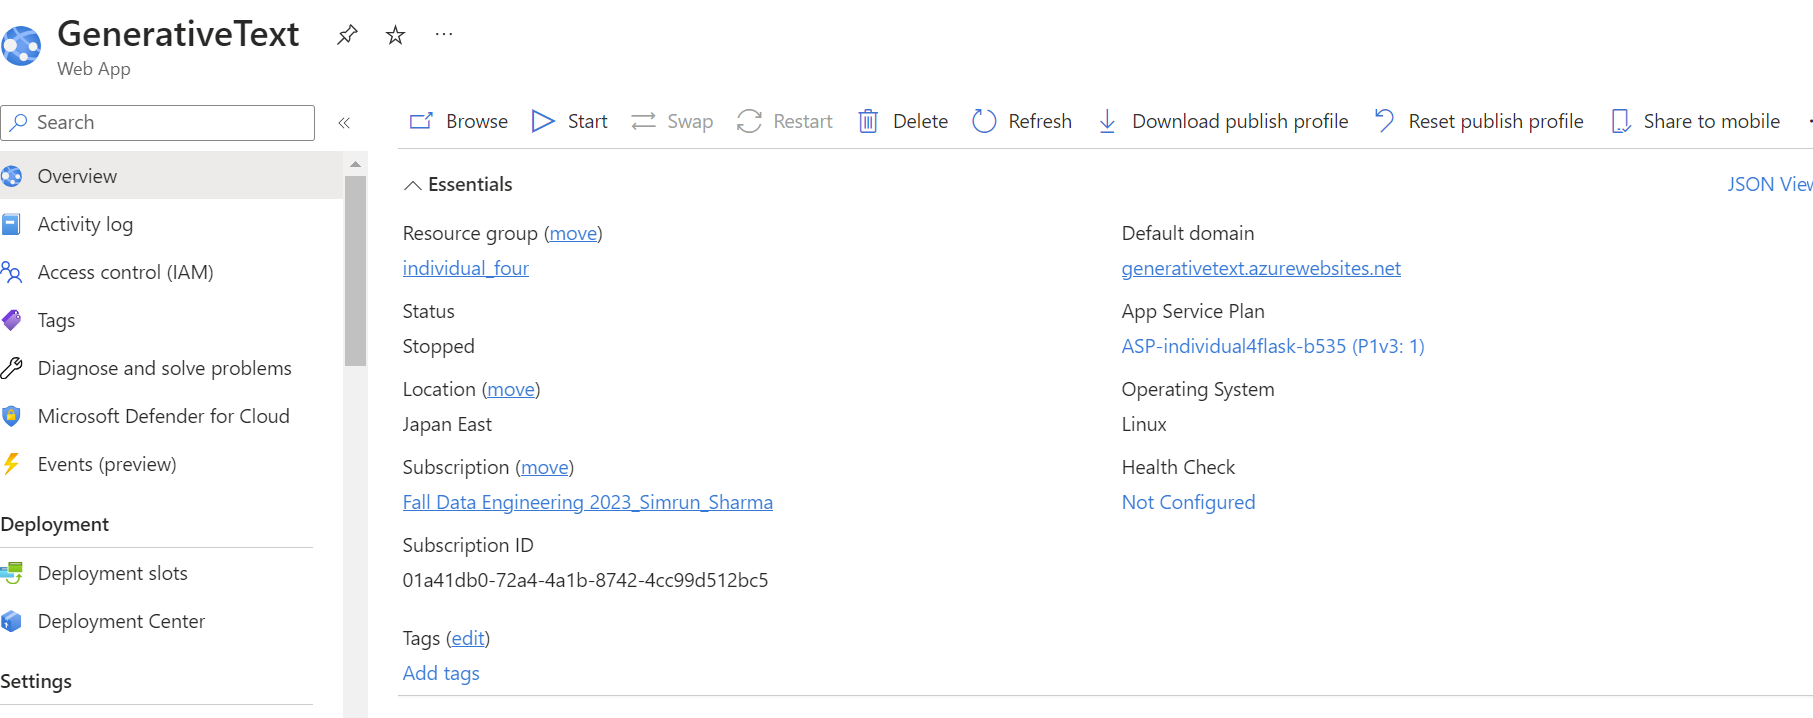 GenerativeText
Web App
Search
Overview
Activity log
Access control (IAM)
Tags
Diagnose and solve problems
Microsoft Defender for Cloud
Events (preview)
Deployment
Deployment slots
Deployment Center
Settings
Browse Start Swap Restart Delete Refresh Download publish profile Reset publish profile Share to mobile
Essentials
JSON View
Resource group (move)
individual_four
Status
Stopped
Location (move)
Japan East
Subscription (move)
Fall Data Engineering 2023_Simrun_Sharma
Subscription ID
01a41db0-72a4-4a1b-8742-4cc99d512bc5
Tags (edit)
Add tags
Default domain
generativetext.azurewebsites.net
App Service Plan
ASP-individual4flask-b535 (P1v3: 1)
Operating System
Linux
Health Check
Not Configured